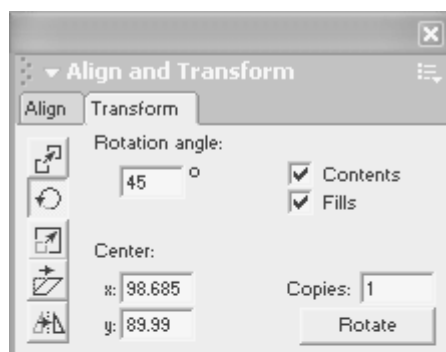 Align and Transform
Align Transform
Rotation angle:
45 °
Contents
Fills
Center:
x: 98.685
Copies: 1
y: 89.99
Rotate